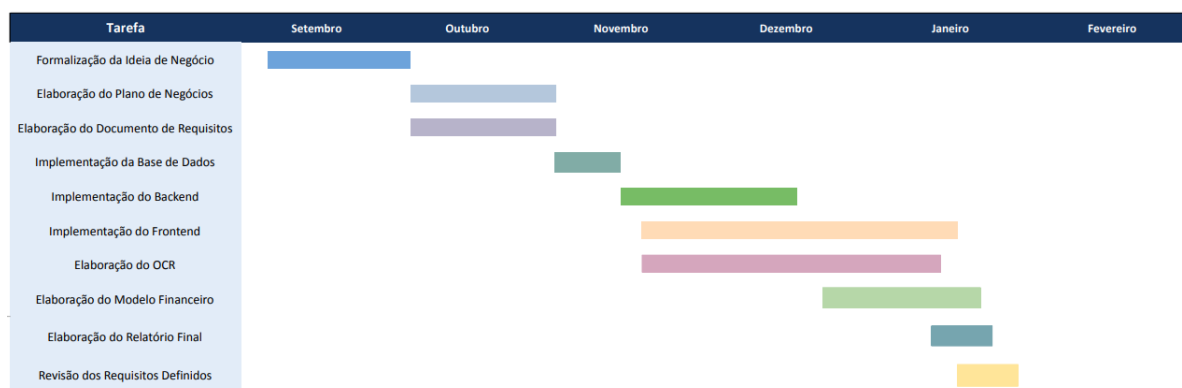 Tarefa Setembro Outubro Novembro Dezembro Janeiro Fevereiro
Formalização da Ideia de Negócio
Elaboração do Plano de Negócios
Elaboração do Documento de Requisitos
Implementação da Base de Dados
Implementação do Backend
Implementação do Frontend
Elaboração do OCR
Elaboração do Modelo Financeiro
Elaboração do Relatório Final
Revisão dos Requisitos Definidos